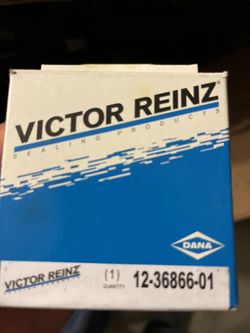 VICTOR REINZ®
SEALING PRODUCTS
DANA
VICTOR REINZ (1) QUANTITY 12-36866-01